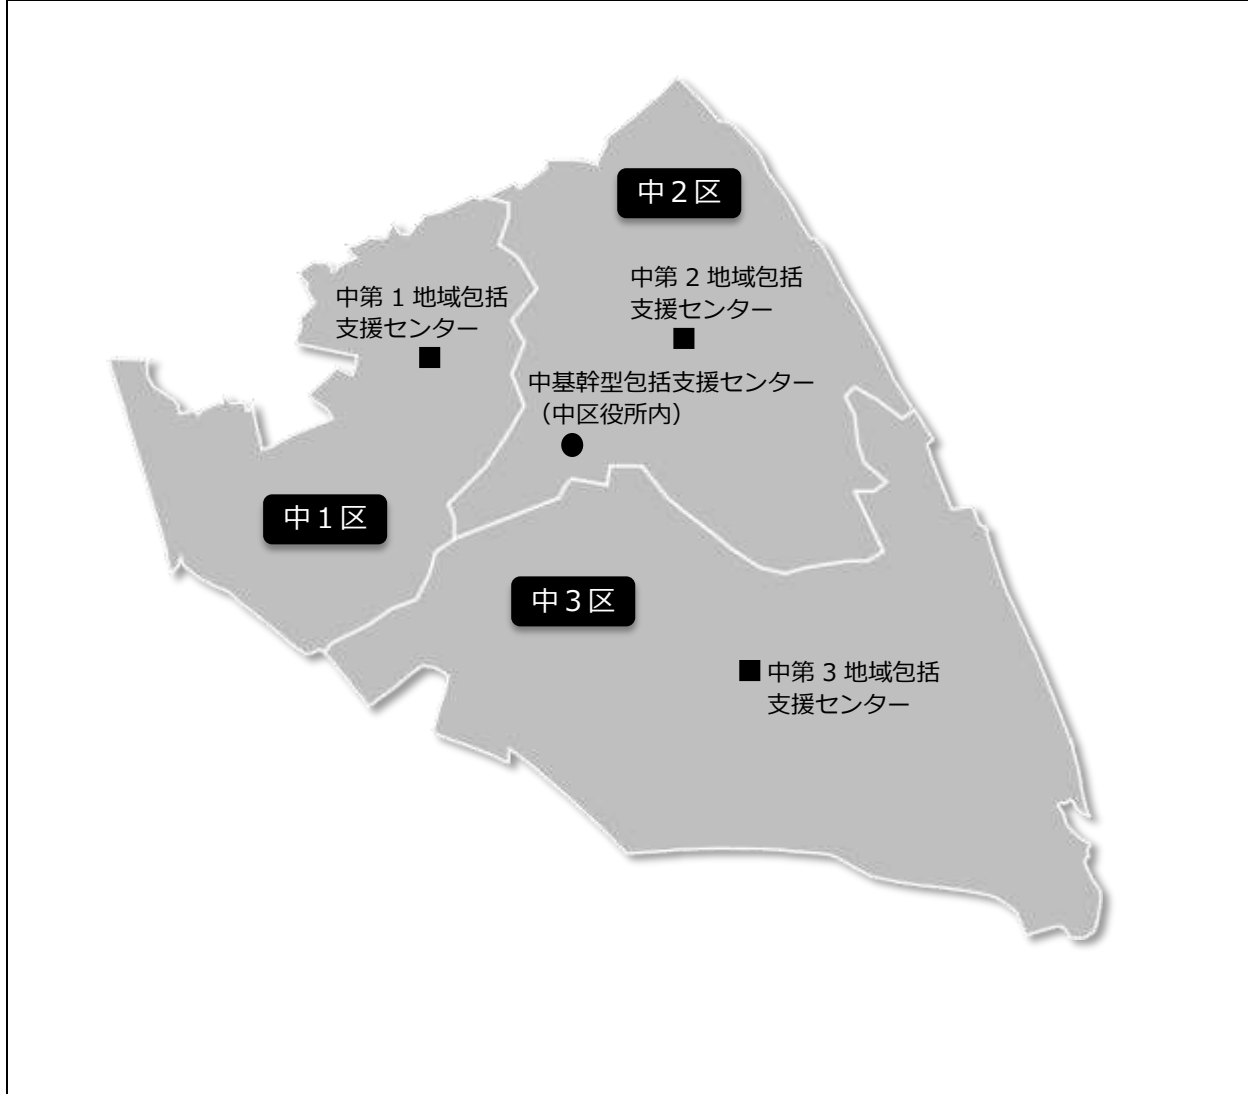 中２区
中第 2 地域包括
支援センター
中第 1 地域包括
支援センター
中基幹型包括支援センター
（中区役所内）
中１区
中３区
中第 3 地域包括
支援センター